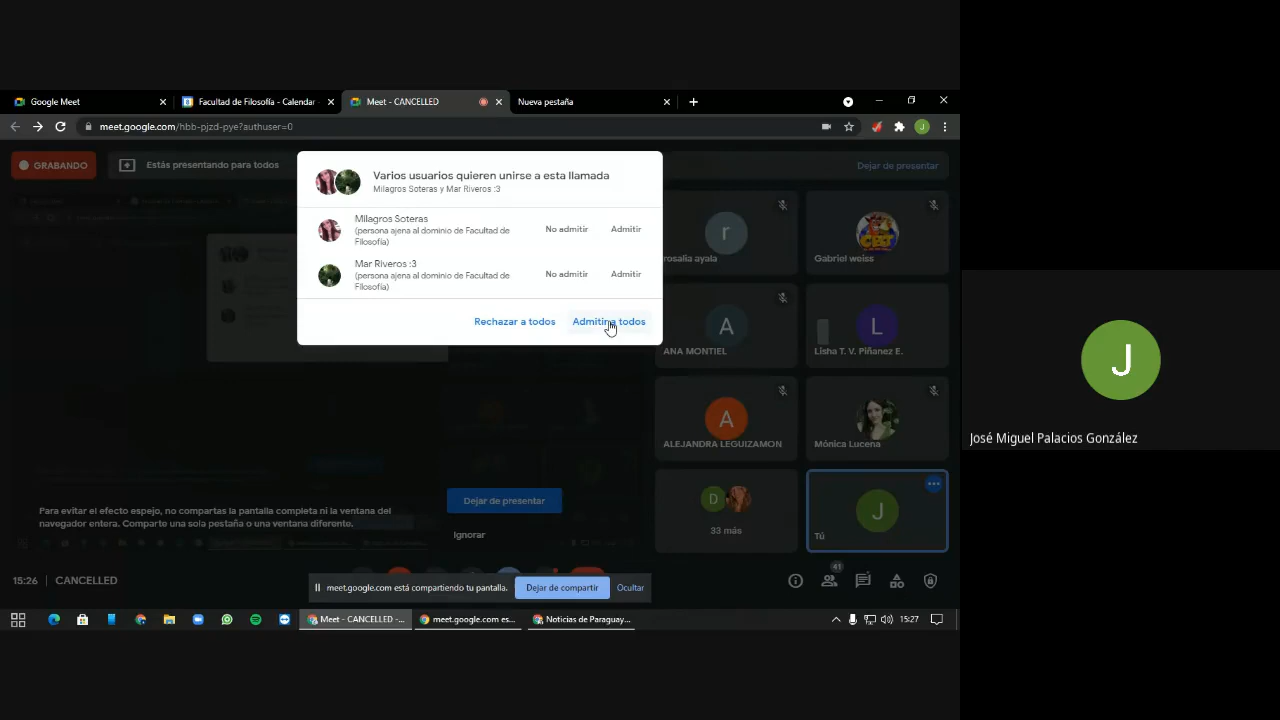 Google Meet
Facultad de Filosofía - Calendar
Meet - CANCELLED
Nueva pestaña
meet.google.com/hbb-pjzd-pye?authuser=0
J
GRABANDO
Estás presentando para todos
Dejar de presentar
Varios usuarios quieren unirse a esta llamada
Milagros Soteras y Mar Riveros :3
Milagros Soteras
(persona ajena al dominio de Facultad de
Filosofía)
No admitir
Admitir
Mar Riveros :3
(persona ajena al dominio de Facultad de
Filosofía)
No admitir
Admitir
Rechazar a todos
Admitir a todos
r
rosalia ayala
Gabriel weiss
A
ANA MONTIEL
L
Lisha T. V. Piñanez E.
A
ALEJANDRA LEGUIZAMON
Mónica Lucena
D
33 más
J
Tú
Dejar de presentar
Ignorar
Para evitar el efecto espejo, no compartas la pantalla completa ni la ventana del
navegador entera. Comparte una sola pestaña o una ventana diferente.
15:26 | CANCELLED
meet.google.com está compartiendo tu pantalla.
Dejar de compartir
Ocultar
41
Meet - CANCELLED -...
meet.google.com es...
Noticias de Paraguay...
15:27
J
José Miguel Palacios González